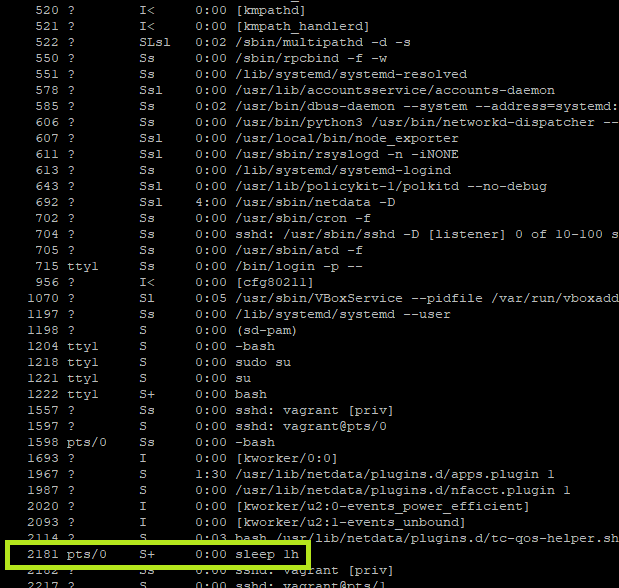 520 ? I< 0:00 [kmpathd]
521 ? I< 0:00 [kmpath_handlerd]
522 ? SLsl 0:02 /sbin/multipathd -d -s
550 ? Ss 0:00 /sbin/rpcbind -f -w
551 ? Ss 0:00 /lib/systemd/systemd-resolved
578 ? Ssl 0:00 /usr/lib/accountsservice/accounts-daemon
585 ? Ss 0:02 /usr/bin/dbus-daemon --system --address=systemd:
606 ? Ss 0:00 /usr/bin/python3 /usr/bin/networkd-dispatcher --
607 ? Ssl 0:00 /usr/local/bin/node_exporter
611 ? Ssl 0:00 /usr/sbin/rsyslogd -n -iNONE
613 ? Ss 0:00 /lib/systemd/systemd-logind
643 ? Ssl 0:00 /usr/lib/policykit-1/polkitd --no-debug
692 ? Ssl 4:00 /usr/sbin/netdata -D
702 ? Ss 0:00 /usr/sbin/cron -f
704 ? Ss 0:00 sshd: /usr/sbin/sshd -D [listener] 0 of 10-100 s
705 ? Ss 0:00 /usr/sbin/atd -f
715 tty1 Ss 0:00 /bin/login -p --
956 ? I< 0:00 [cfg80211]
1070 ? Sl 0:05 /usr/sbin/VBoxService --pidfile /var/run/vboxadd
1197 ? Ss 0:00 /lib/systemd/systemd --user
1198 ? S 0:00 (sd-pam)
1204 tty1 S 0:00 -bash
1218 tty1 S 0:00 sudo su
1221 tty1 S 0:00 su
1222 tty1 S+ 0:00 bash
1557 ? Ss 0:00 sshd: vagrant [priv]
1597 ? S 0:00 sshd: vagrant@pts/0
1598 pts/0 Ss 0:00 -bash
1693 ? I 0:00 [kworker/0:0]
1967 ? S 1:30 /usr/lib/netdata/plugins.d/apps.plugin 1
1987 ? S 0:00 /usr/lib/netdata/plugins.d/nfacct.plugin 1
2020 ? I 0:00 [kworker/u2:0-events_power_efficient]
2093 ? I 0:00 [kworker/u2:1-events_unbound]
2114 ? S 0:03 bash /usr/lib/netdata/plugins.d/tc-qos-helper.sh
2181 pts/0 S+ 0:00 sleep 1h
2182 ? Ss 0:00 sshd: vagrant [priv]
2217 ? S 0:00 sshd: vagrant@pts/1